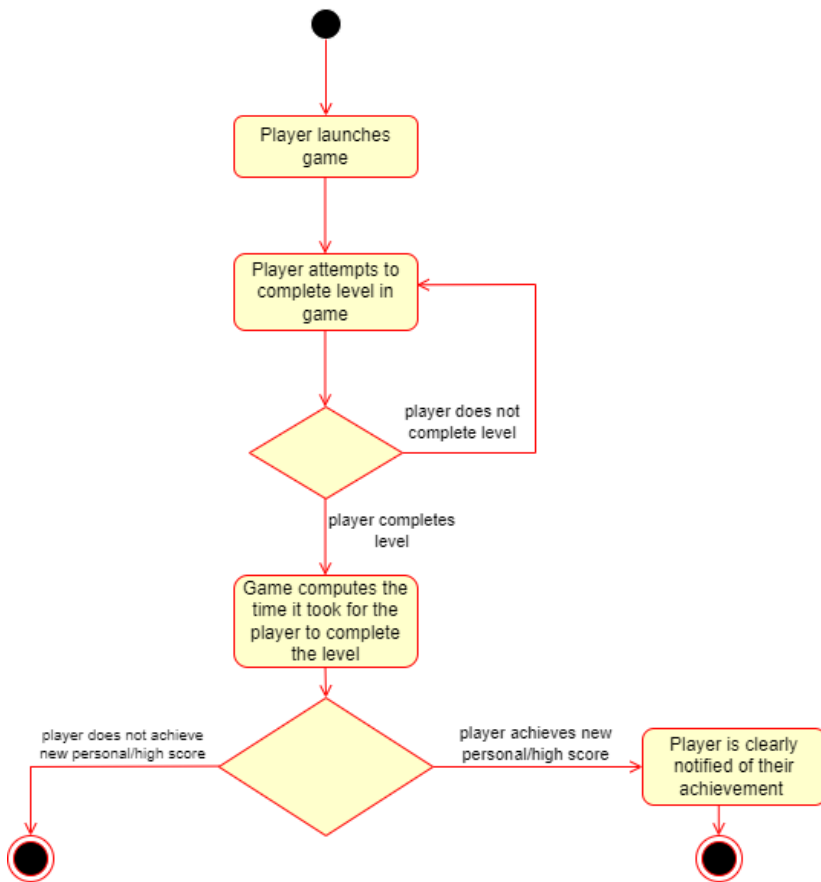 Player launches
game
Player attempts to
complete level in
game
player does not
complete level
player completes
level
Game computes the
time it took for the
player to complete
the level
player does not achieve
new personal/high score
player achieves new
personal/high score
Player is clearly
notified of their
achievement